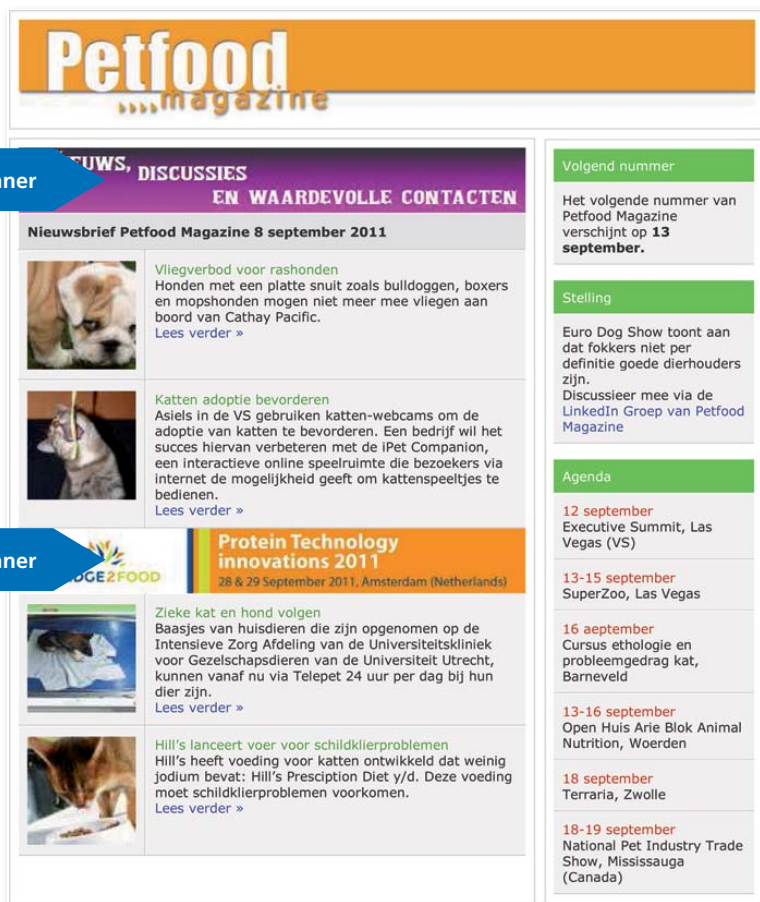 Petfood
magazine
DISCUSSIES
EN WAARDEVOLLE CONTACTEN
Nieuwsbrief Petfood Magazine 8 september 2011
Vliegverbod voor rashonden
Honden met een platte snuit zoals bulldoggen, boxers
en mopshonden mogen niet meer mee vliegen aan
boord van Cathay Pacific.
Lees verder »
Katten adoptie bevorderen
Asiels in de VS gebruiken katten-webcams om de
adoptie van katten te bevorderen. Een bedrijf wil het
succes hiervan verbeteren met de iPet Companion,
een interactieve online speelruimte die bezoekers via
internet de mogelijkheid geeft om kattenspeeltjes te
bedienen.
Lees verder »
Protein Technology
innovations 2011
28 & 29 September 2011, Amsterdam (Netherlands)
Zieke kat en hond volgen
Baasjes van huisdieren die zijn opgenomen op de
Intensieve Zorg Afdeling van de Universiteitskliniek
voor Gezelschapsdieren van de Universiteit Utrecht,
kunnen vanaf nu via Telepet 24 uur per dag bij hun
dier zijn.
Lees verder »
Hill's lanceert voer voor schildklierproblemen
Hill's heeft voeding voor katten ontwikkeld dat weinig
jodium bevat: Hill's Presciption Diet y/d. Deze voeding
moet schildklierproblemen voorkomen.
Lees verder »
Volgend nummer
Het volgende nummer van
Petfood Magazine
verschijnt op 13
september.
Stelling
Euro Dog Show toont aan
dat fokkers niet per
definitie goede dierhouders
zijn.
Discussieer mee via de
LinkedIn Groep van Petfood
Magazine
Agenda
12 september
Executive Summit, Las
Vegas (VS)
13-15 september
SuperZoo, Las Vegas
16 aeptember
Cursus ethologie en
probleemgedrag kat,
Barneveld
13-16 september
Open Huis Arie Blok Animal
Nutrition, Woerden
18 september
Terraria, Zwolle
18-19 september
National Pet Industry Trade
Show, Mississauga
(Canada)